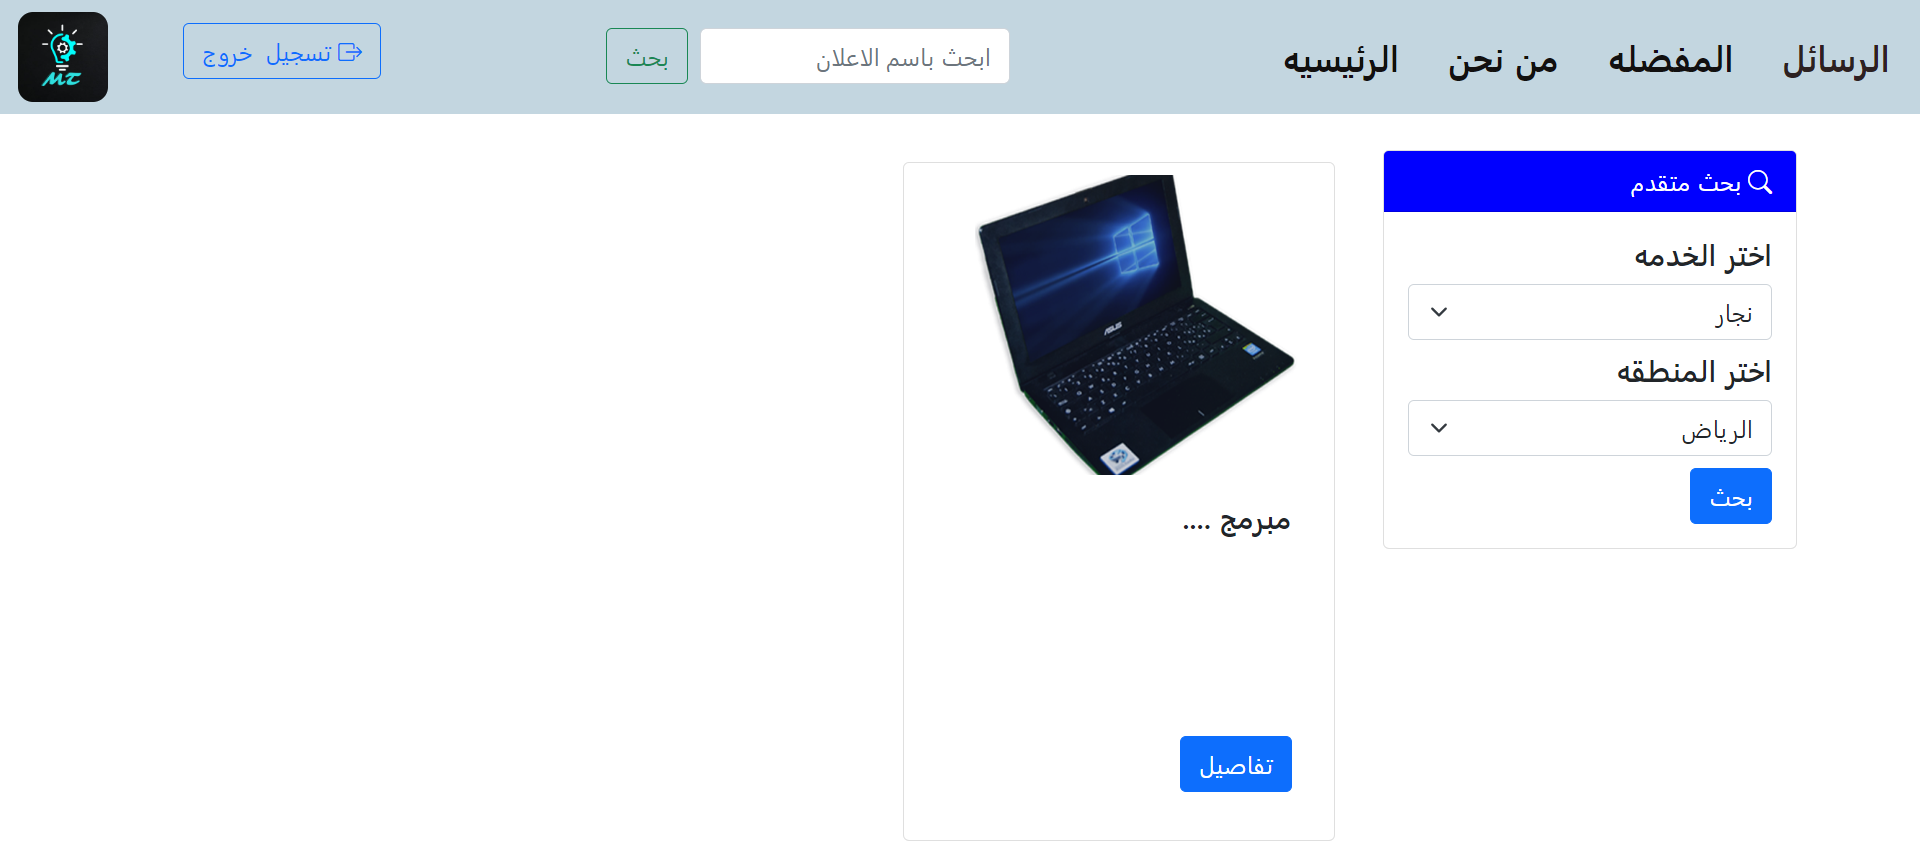 الرسائل
المفضله
من نحن
الرئيسيه
ابحث باسم الاعلان
بحث
تسجيل خروج
MT
بحث متقدم
اختر الخدمه
نجار
اختر المنطقه
الرياض
بحث
ASUS
مبرمج ....
تفاصيل